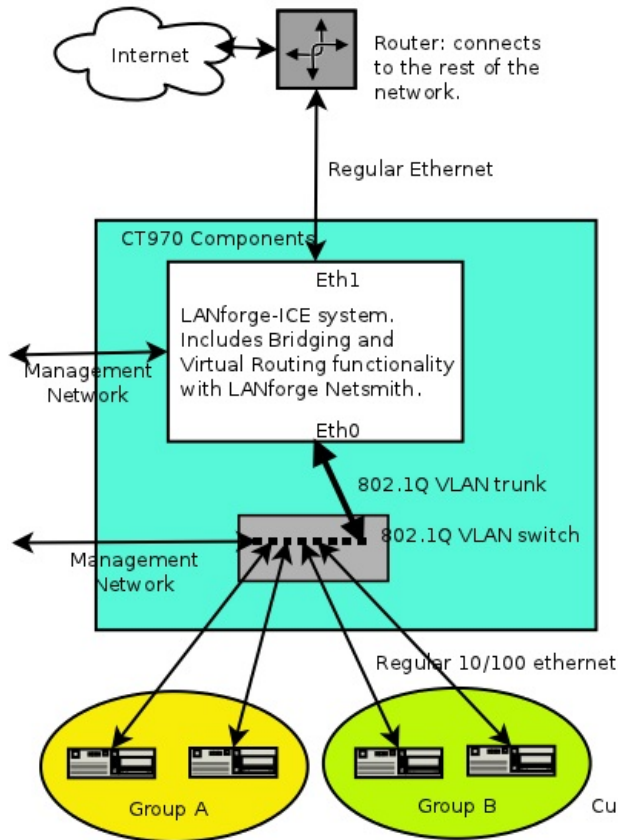 Internet
Router: connects
to the rest of the
network.
Regular Ethernet
CT970 Components
Eth1
LANforge-ICE system.
Includes Bridging and
Virtual Routing functionality
with LANforge Netsmith.
Management
Network
Eth0
802.1Q VLAN trunk
802.1Q VLAN switch
Management
Network
Regular 10/100 ethernet
Group A
Group B
Cu